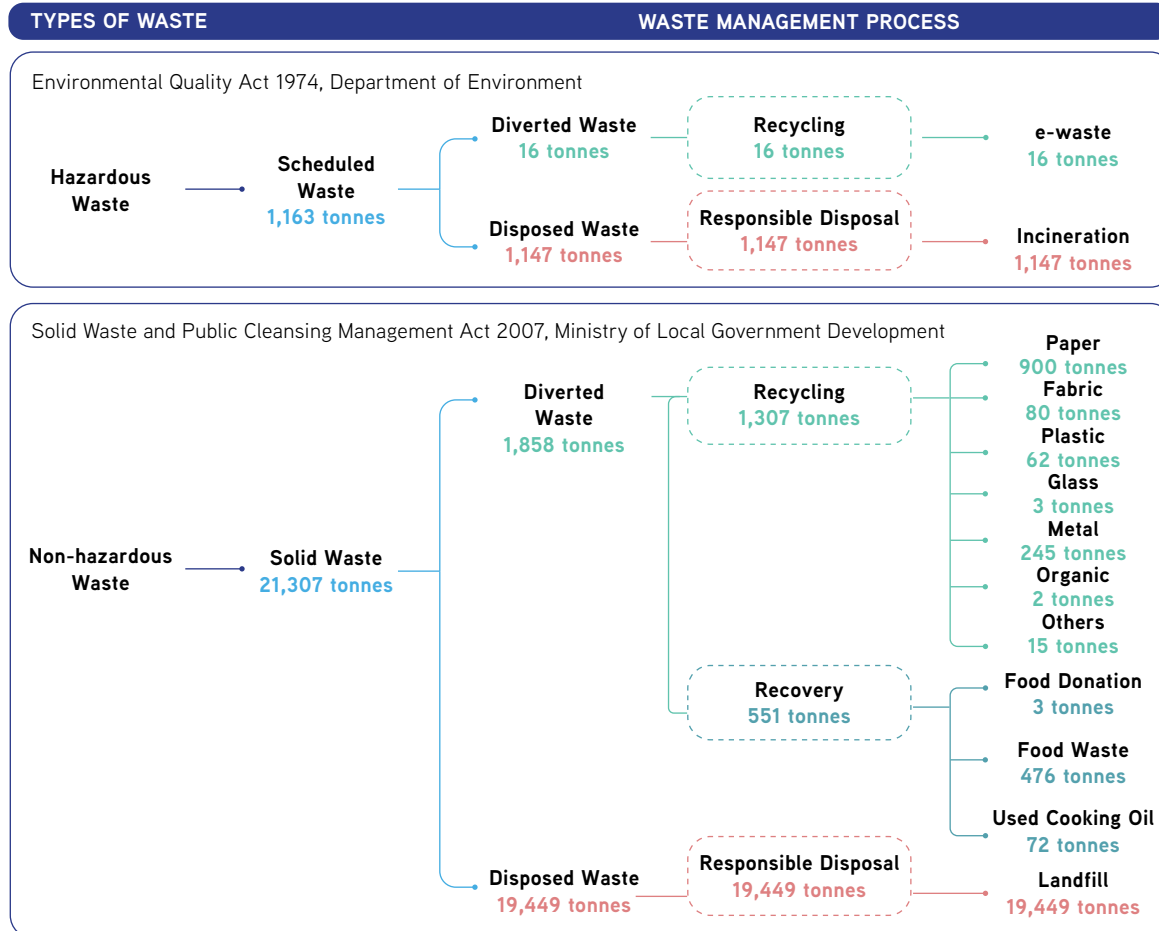 TYPES OF WASTE
WASTE MANAGEMENT PROCESS
Environmental Quality Act 1974, Department of Environment
Hazardous
Waste
Scheduled
Waste
1,163 tonnes
Diverted Waste
16 tonnes
Recycling
16 tonnes
e-waste
16 tonnes
Disposed Waste
1,147 tonnes
Responsible Disposal
1,147 tonnes
Incineration
1,147 tonnes
Solid Waste and Public Cleansing Management Act 2007, Ministry of Local Government Development
Non-hazardous
Waste
Solid Waste
21,307 tonnes
Diverted
Waste
1,858 tonnes
Recycling
1,307 tonnes
Paper
900 tonnes
Fabric
80 tonnes
Plastic
62 tonnes
Glass
3 tonnes
Metal
245 tonnes
Organic
2 tonnes
Others
15 tonnes
Recovery
551 tonnes
Food Donation
3 tonnes
Food Waste
476 tonnes
Used Cooking Oil
72 tonnes
Disposed Waste
19,449 tonnes
Responsible Disposal
19,449 tonnes
Landfill
19,449 tonnes